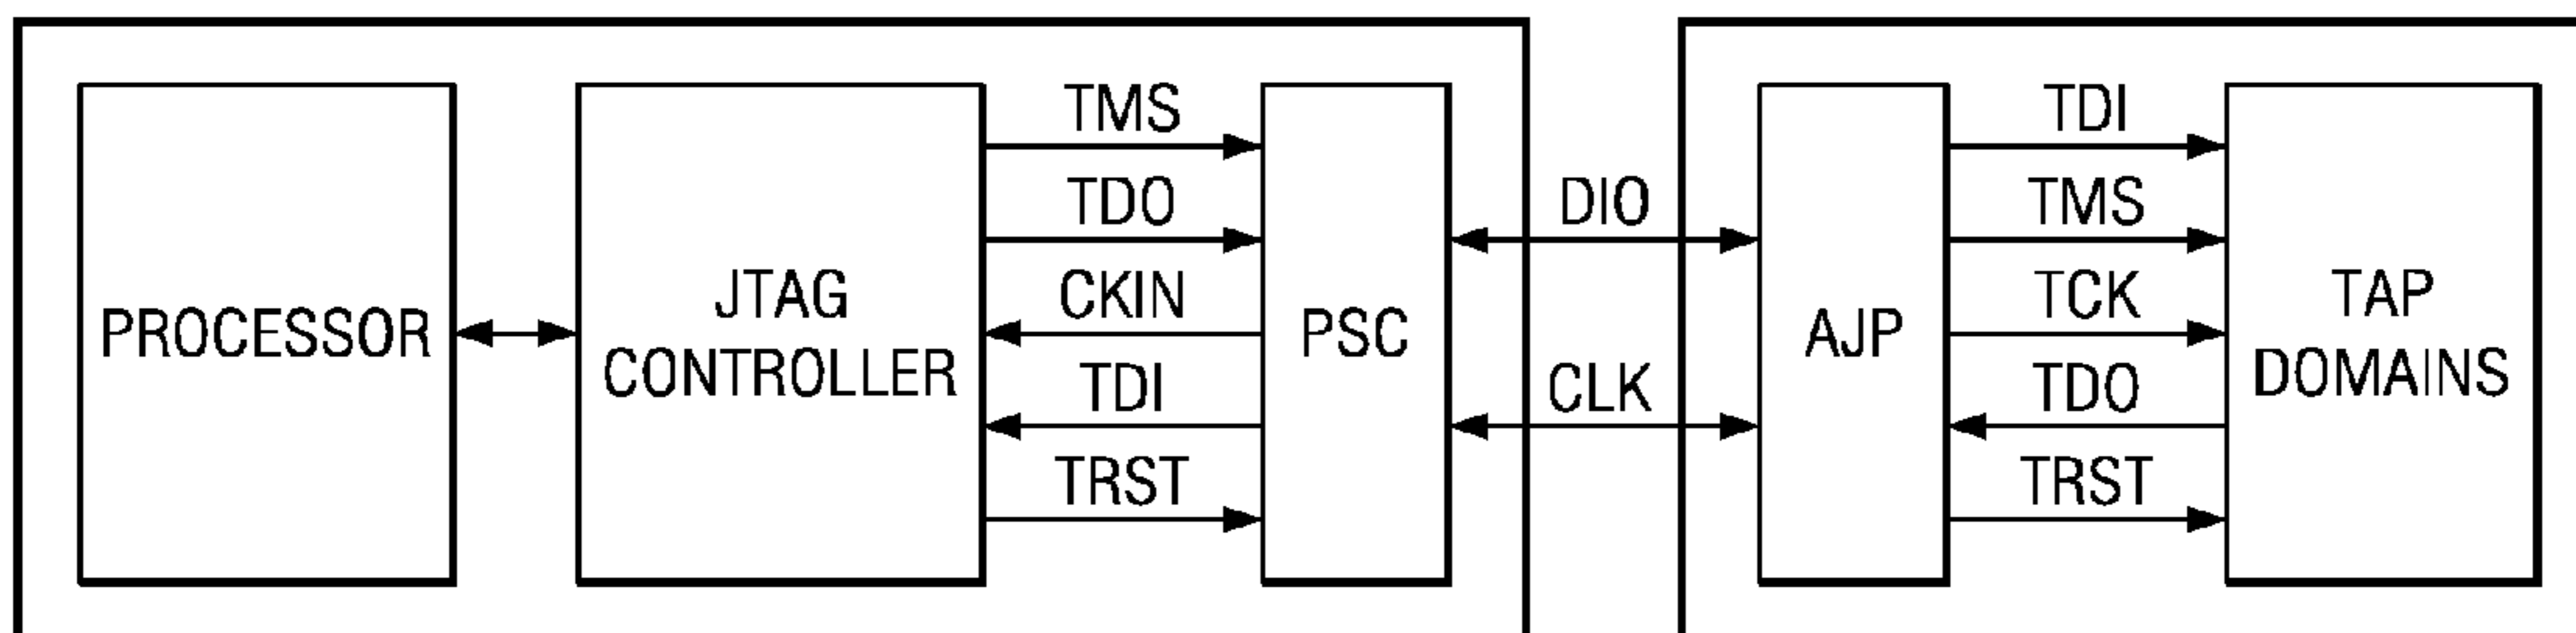 PROCESSOR
JTAG
CONTROLLER
TMS
TDO
CKIN
TDI
TRST
PSC
DIO
CLK
AJP
TDI
TMS
TCK
TDO
TRST
TAP
DOMAINS